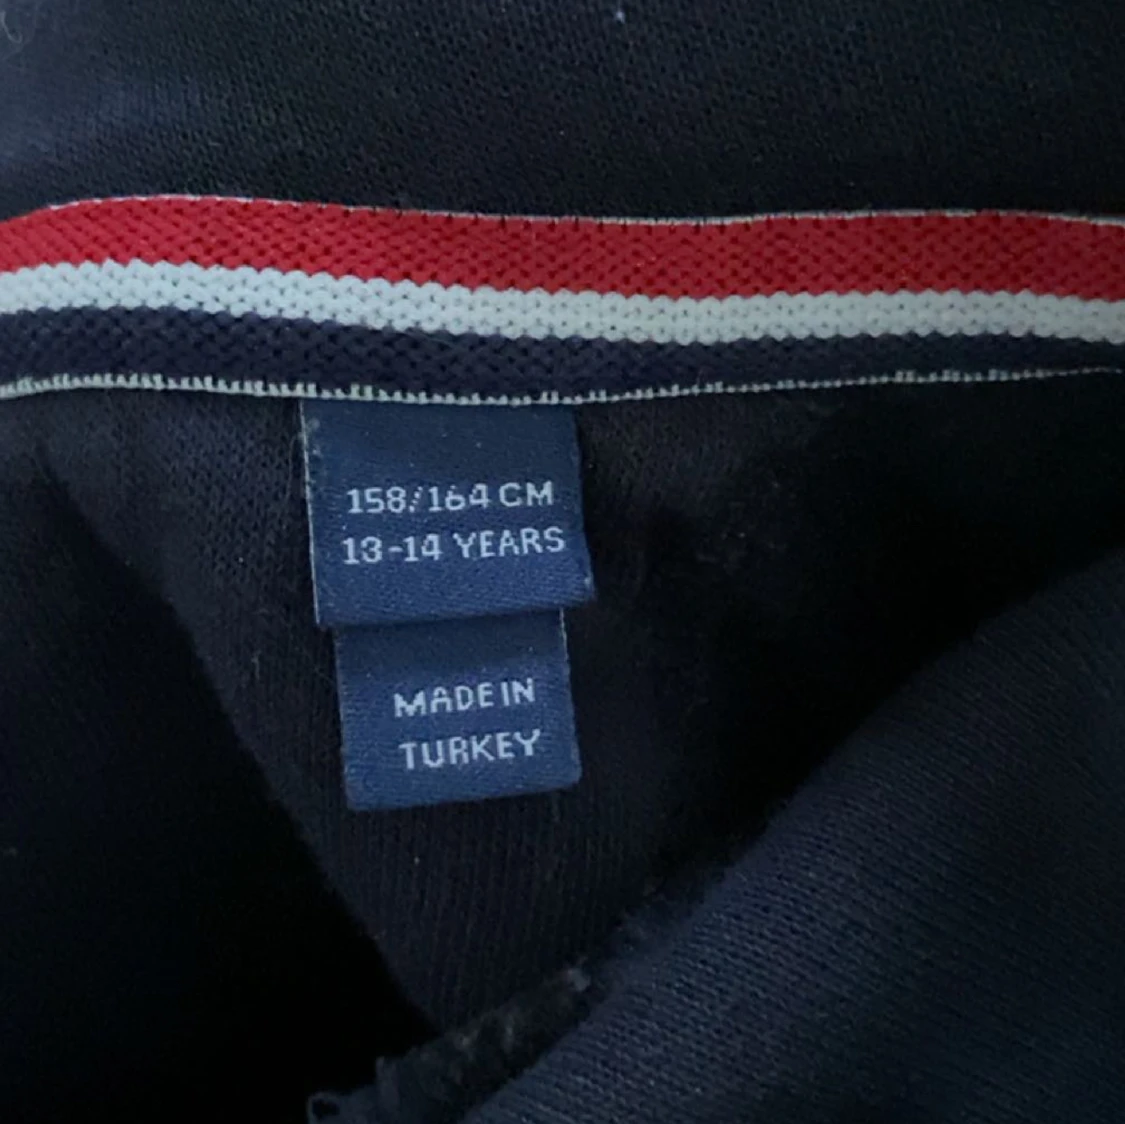 158/164 CM
13-14 YEARS
MADE IN
TURKEY